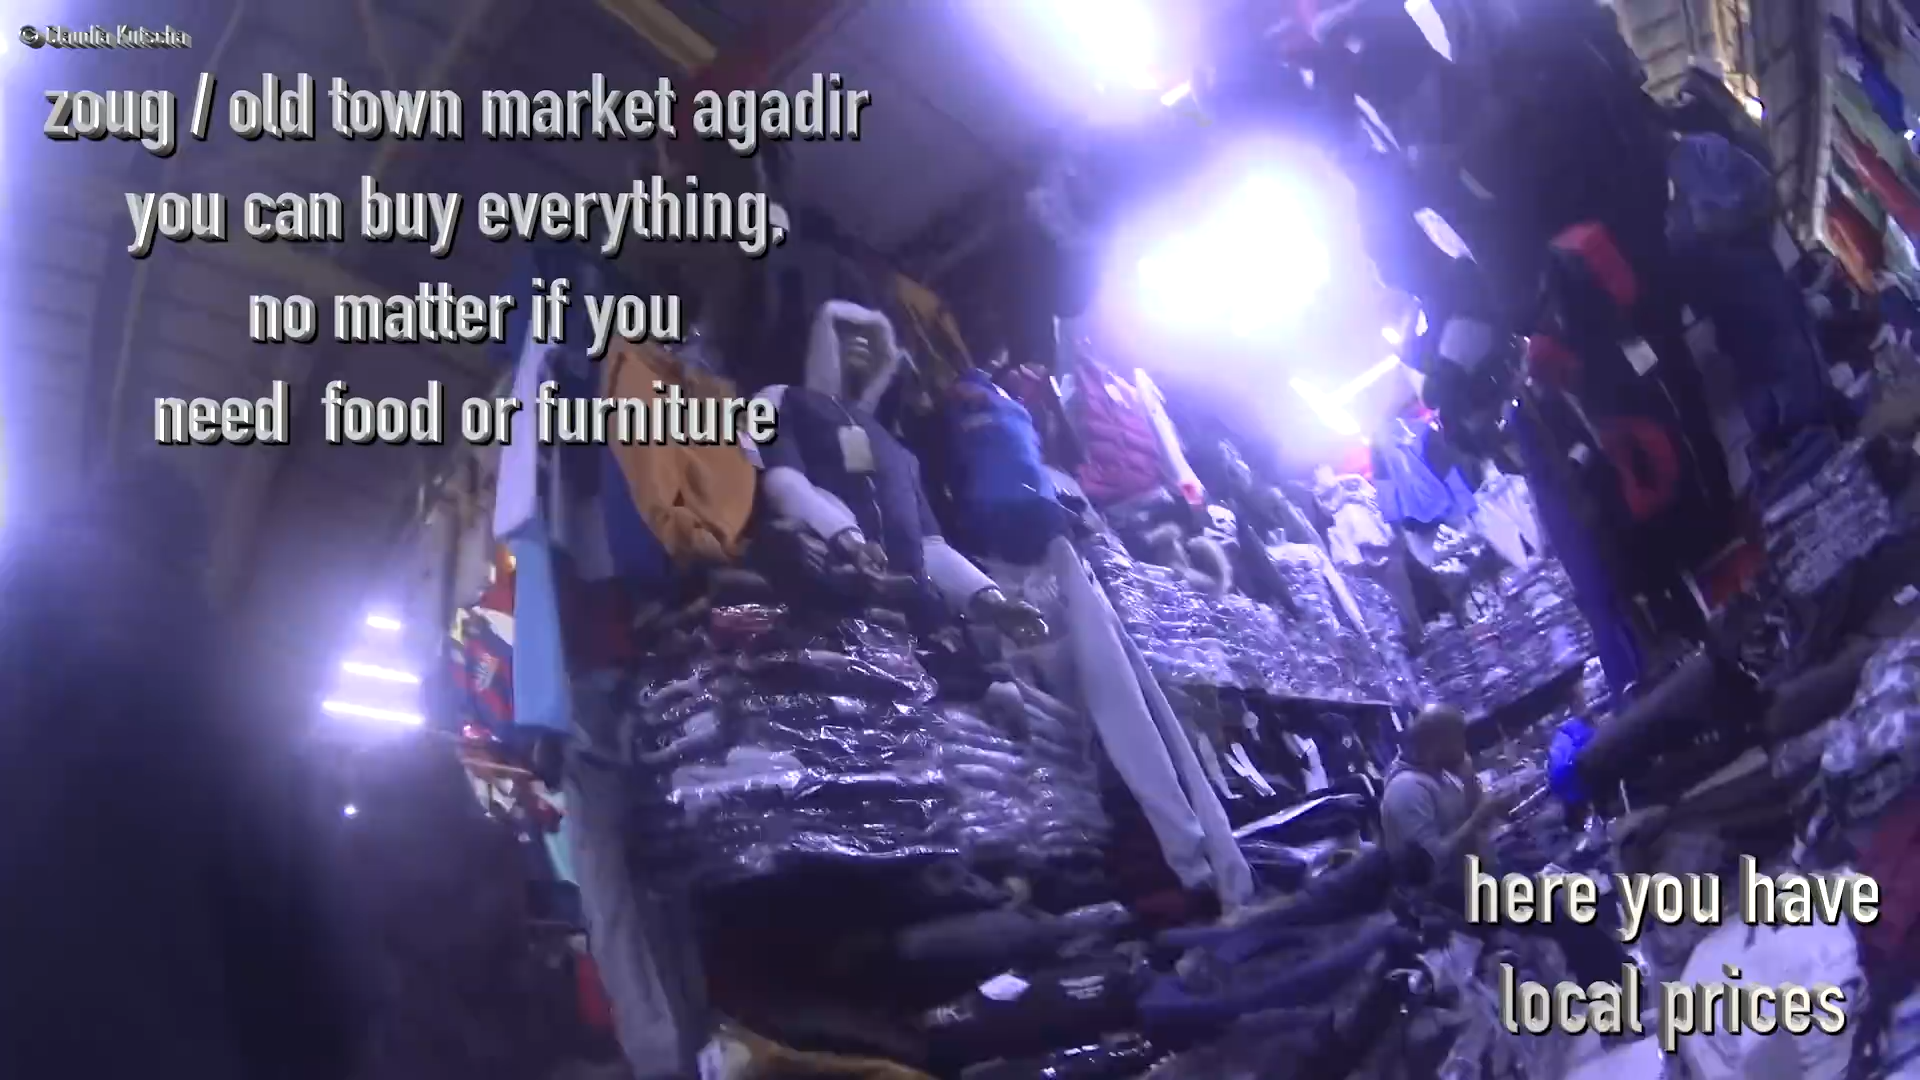 © Claudia Kutscha
zoug / old town market agadir
you can buy everything,
no matter if you
need food or furniture
here you have
local prices